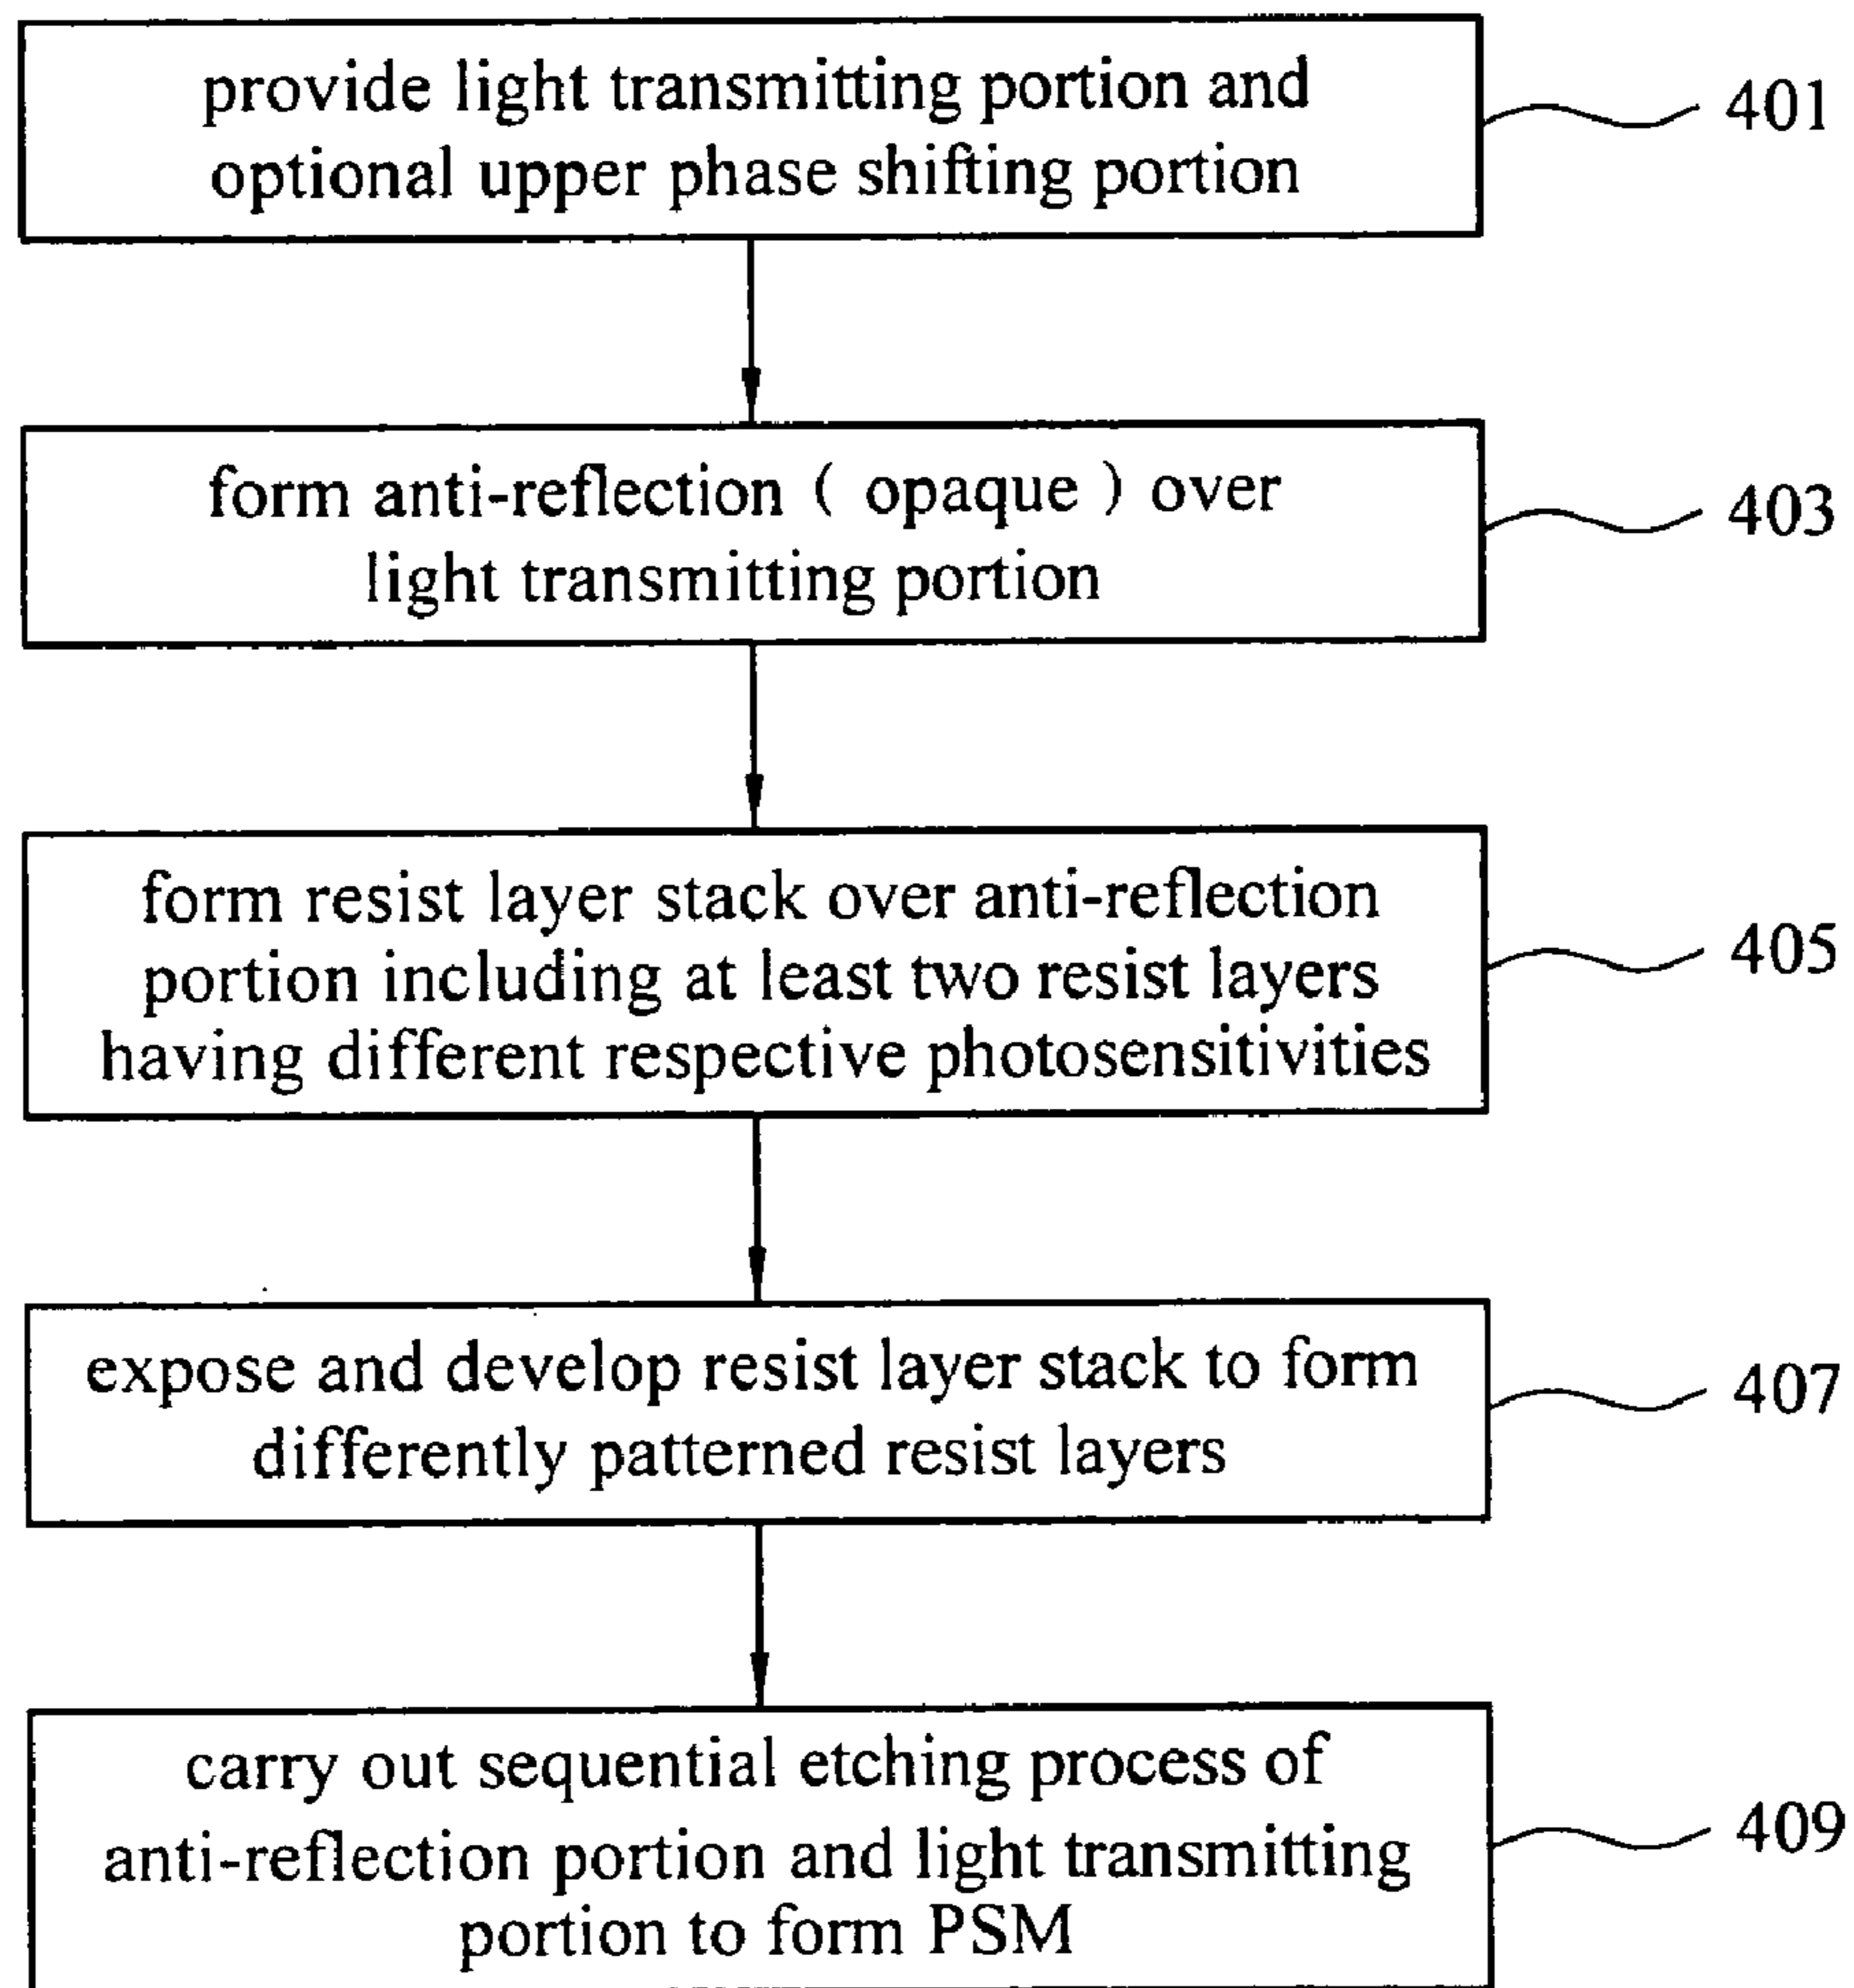 provide light transmitting portion and
optional upper phase shifting portion
401
form anti-reflection ( opaque ) over
light transmitting portion
403
form resist layer stack over anti-reflection
portion including at least two resist layers
having different respective photosensitivities
405
expose and develop resist layer stack to form
differently patterned resist layers
407
carry out sequential etching process of
anti-reflection portion and light transmitting
portion to form PSM
409